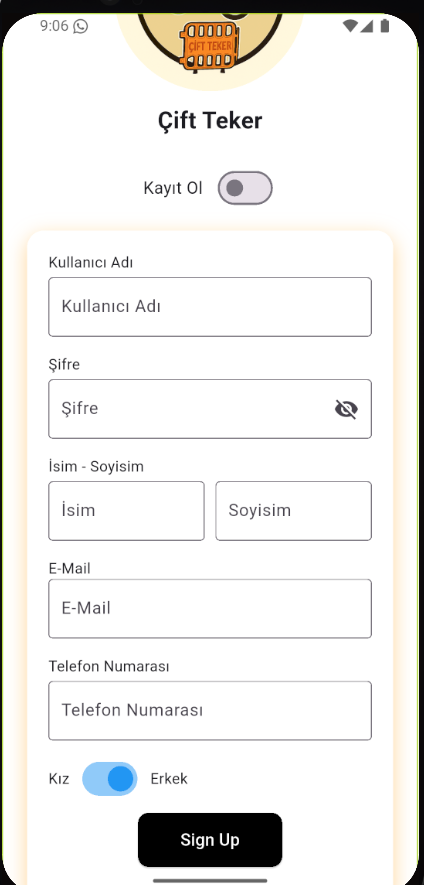 9:06
ÇİFT TEKER
Çift Teker
Kayıt Ol
Kullanıcı Adı
Kullanıcı Adı
Şifre
Şifre
İsim - Soyisim
İsim Soyisim
E-Mail
E-Mail
Telefon Numarası
Telefon Numarası
Kız Erkek
Sign Up